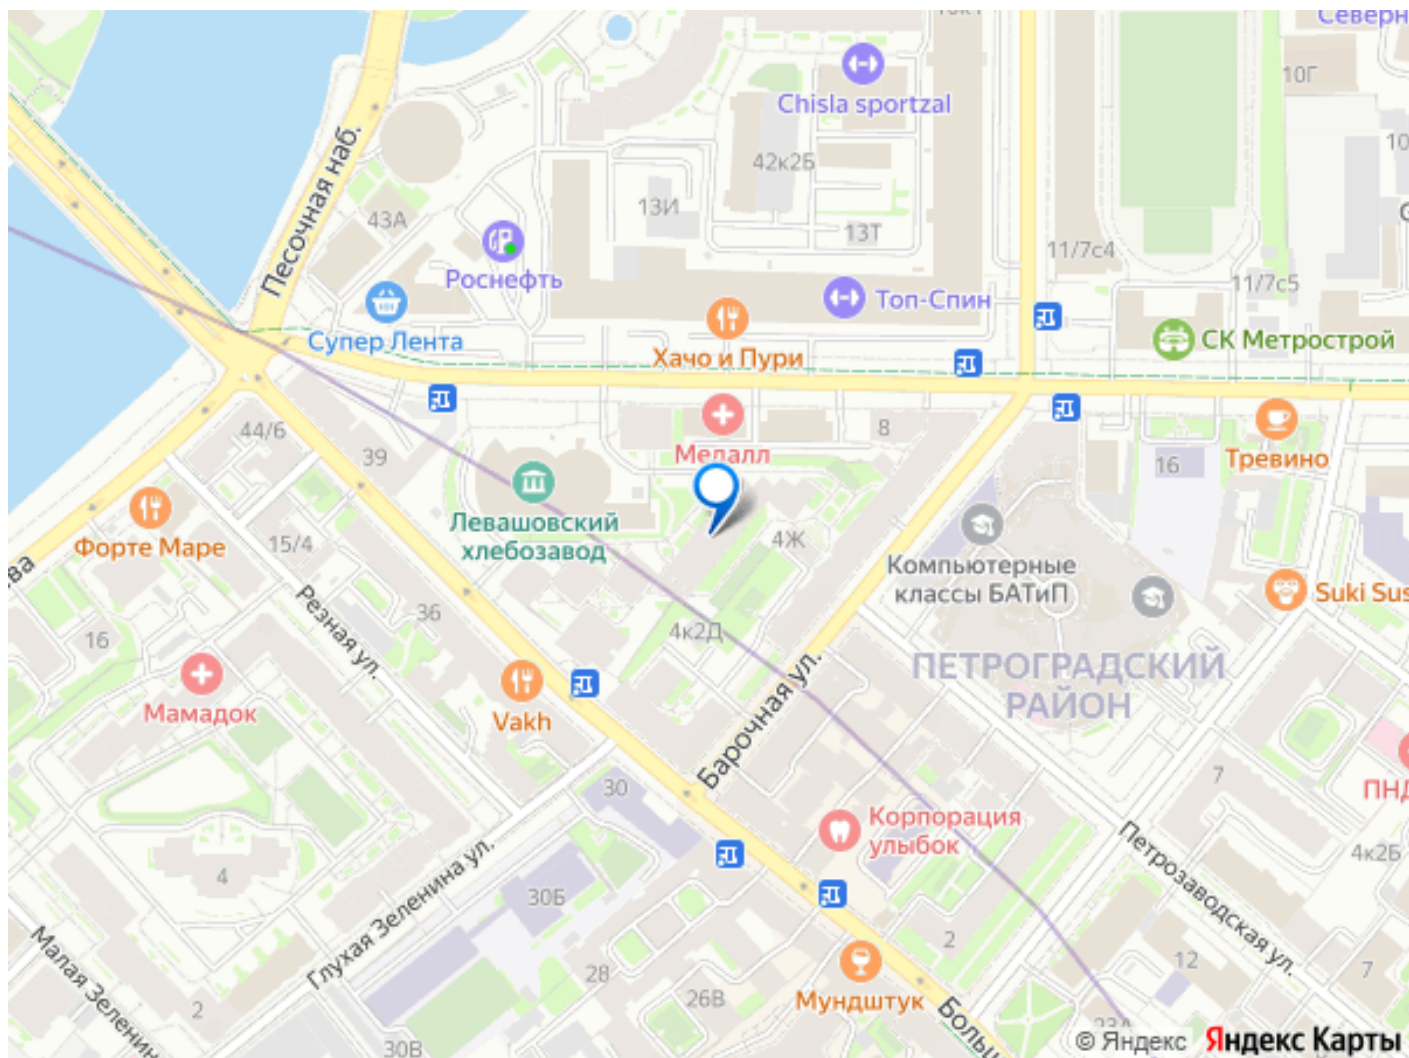 Северн
10Г
Chisla sportzal
10
42к2Б
Песочная наб.
13И
43А
13Т
11/7с4
Роснефть
11/7с5
Топ-Спин
Супер Лента
Хачо и Пури
СК Метрострой
44/6
Медалл
8
39
16
Тревино
Левашовский
хлебозавод
Форте Маре
15/4
4Ж
Компьютерные
классы БАТиП
ва
Резная ул.
Suki Sus
36
16
4к2Д
ПЕТРОГРАДСКИЙ
РАЙОН
Мамадок
Vakh
Барочная ул.
7
30
ПНД
Корпорация
улыбок
Петрозаводская ул.
4к2Б
4
Глухая Зеленина ул.
30Б
Малая Зеленин
2
28
12
7
26В
Мундштук
2
Больш
23А
30В
© Яндекс Яндекс Карты